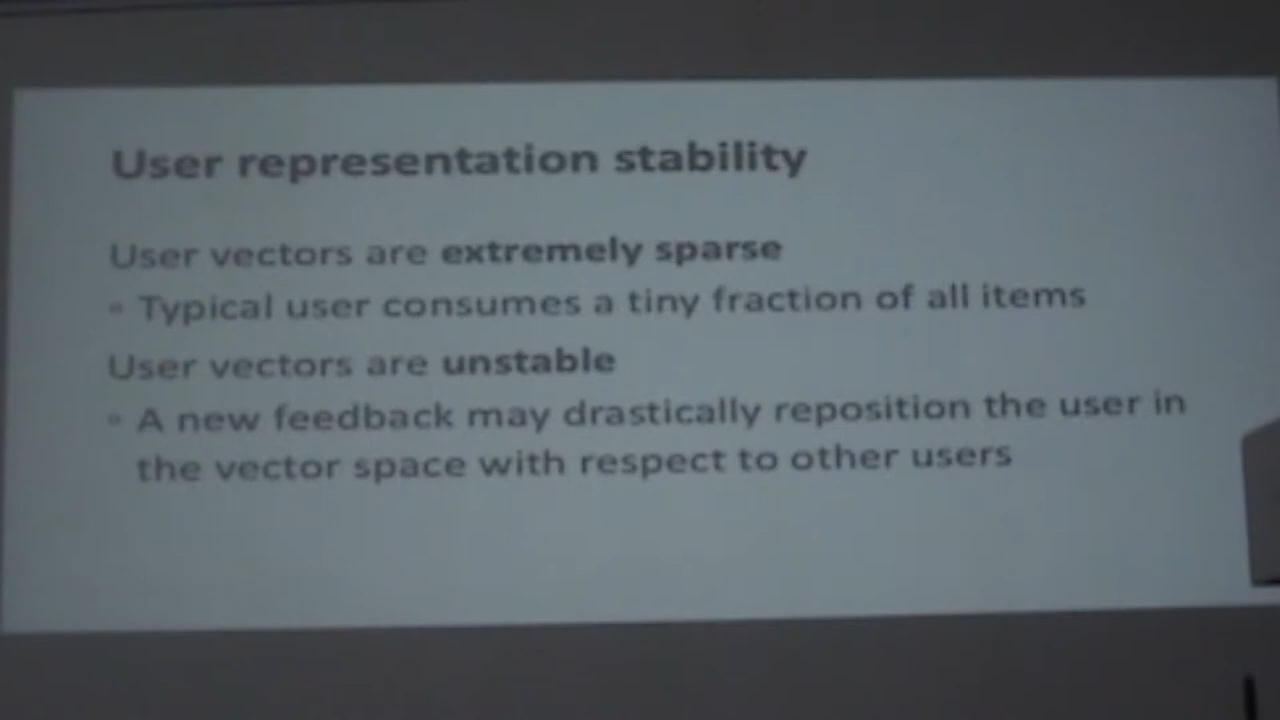 User representation stability
User vectors are extremely sparse
◦ Typical user consumes a tiny fraction of all items
User vectors are unstable
◦ A new feedback may drastically reposition the user in
the vector space with respect to other users